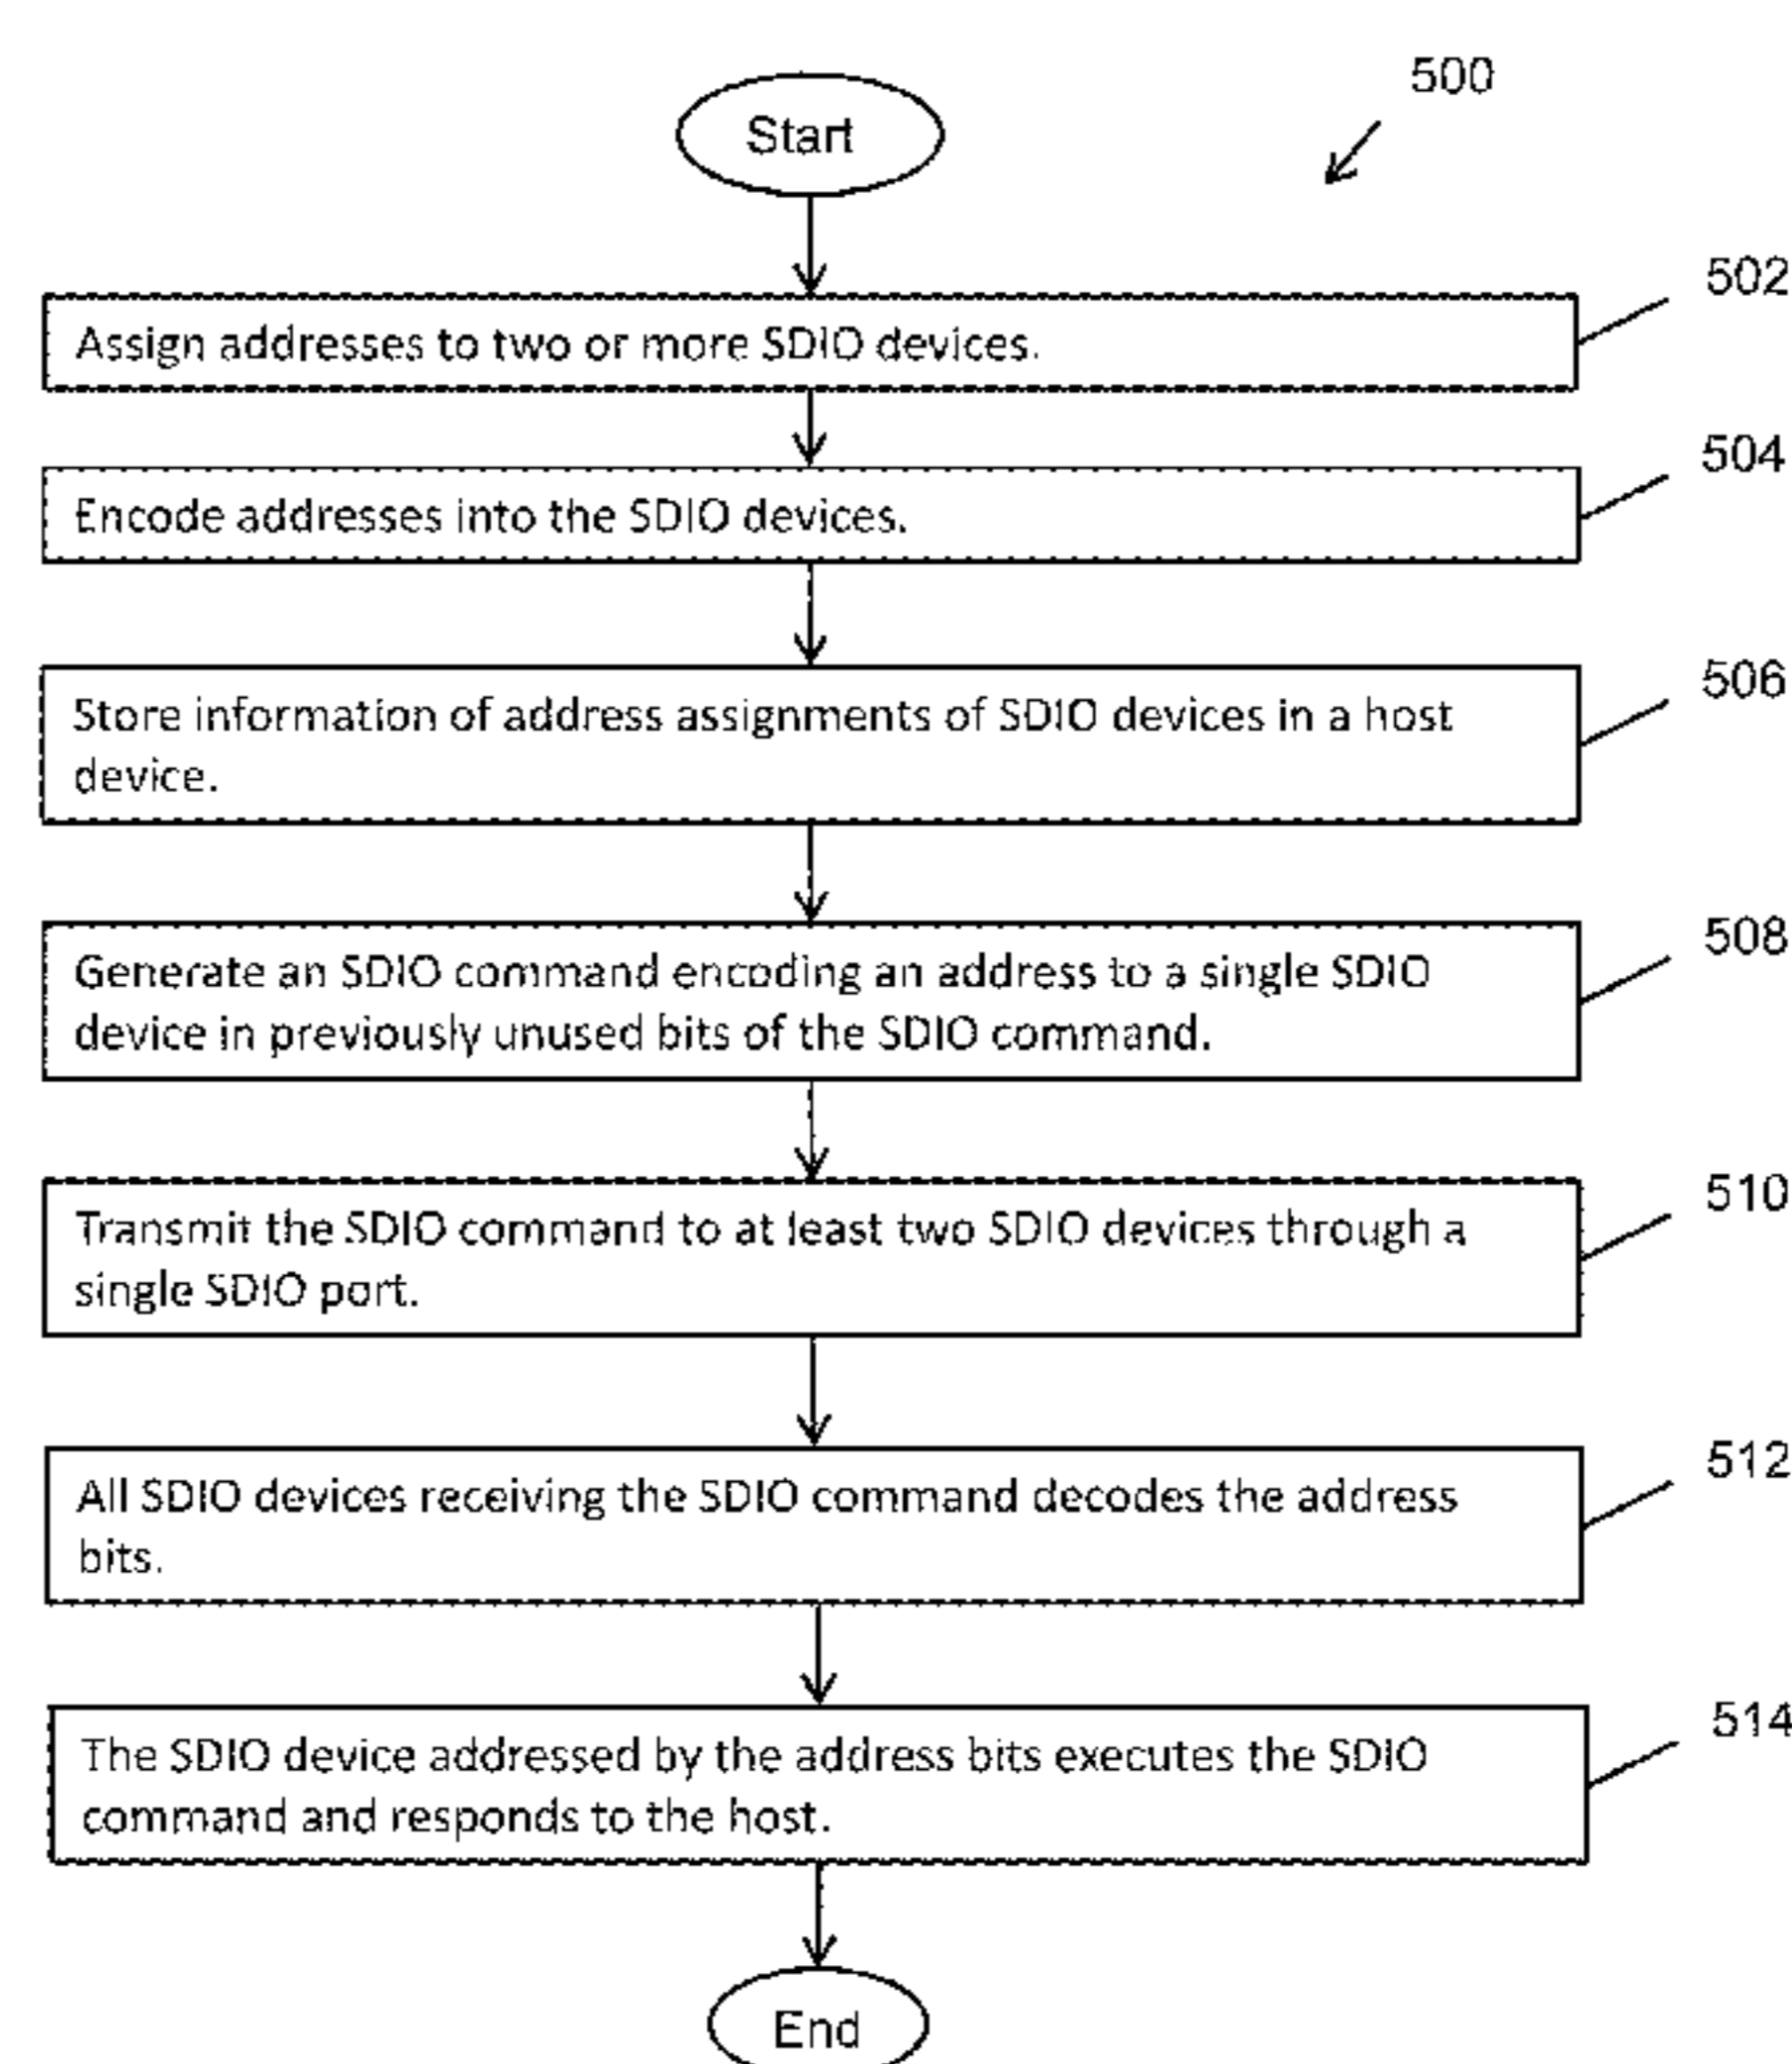 500
Start
502
Assign addresses to two or more SDIO devices.
504
Encode addresses into the SDIO devices.
506
Store information of address assignments of SDIO devices in a host
device.
508
Generate an SDIO command encoding an address to a single SDIO
device in previously unused bits of the SDIO command.
510
Transmit the SDIO command to at least two SDIO devices through a
single SDIO port.
512
All SDIO devices receiving the SDIO command decodes the address
bits.
514
The SDIO device addressed by the address bits executes the SDIO
command and responds to the host.
End